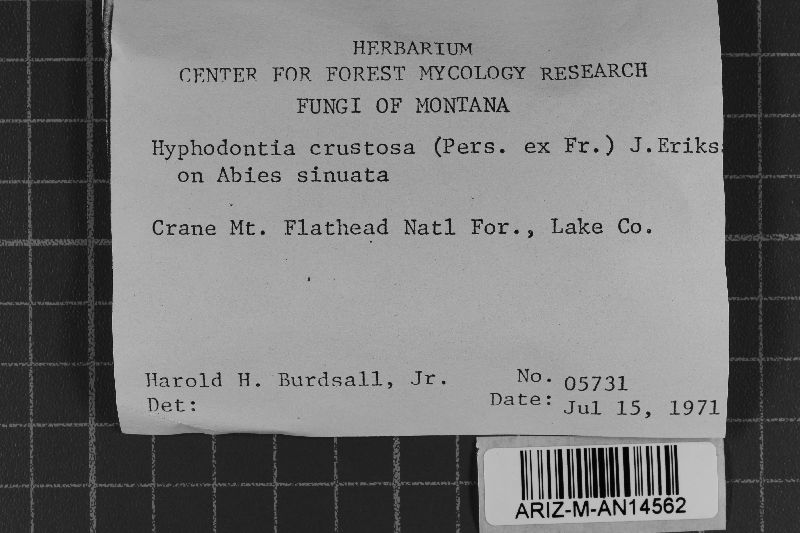 HERBARIUM
CENTER FOR FOREST MYCOLOGY RESEARCH
FUNGI OF MONTANA
Hyphodontia crustosa (Pers. ex Fr.) J.Eriks
on Abies sinuata
Crane Mt. Flathead Natl For., Lake Co.
Harold H. Burdsall, Jr. No. 05731
Det: Date: Jul 15, 1971
ARIZ-M-AN14562